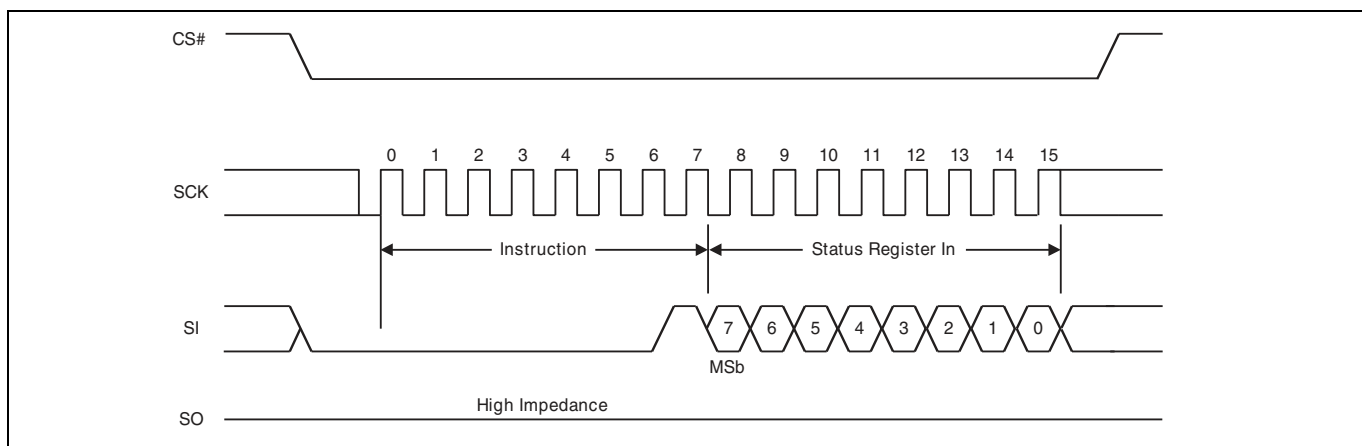 CS#
0 1 2 3 4 5 6 7 8 9 10 11 12 13 14 15
SCK
Instruction Status Register In
SI 7 6 5 4 3 2 1 0
MSb
High Impedance
SO